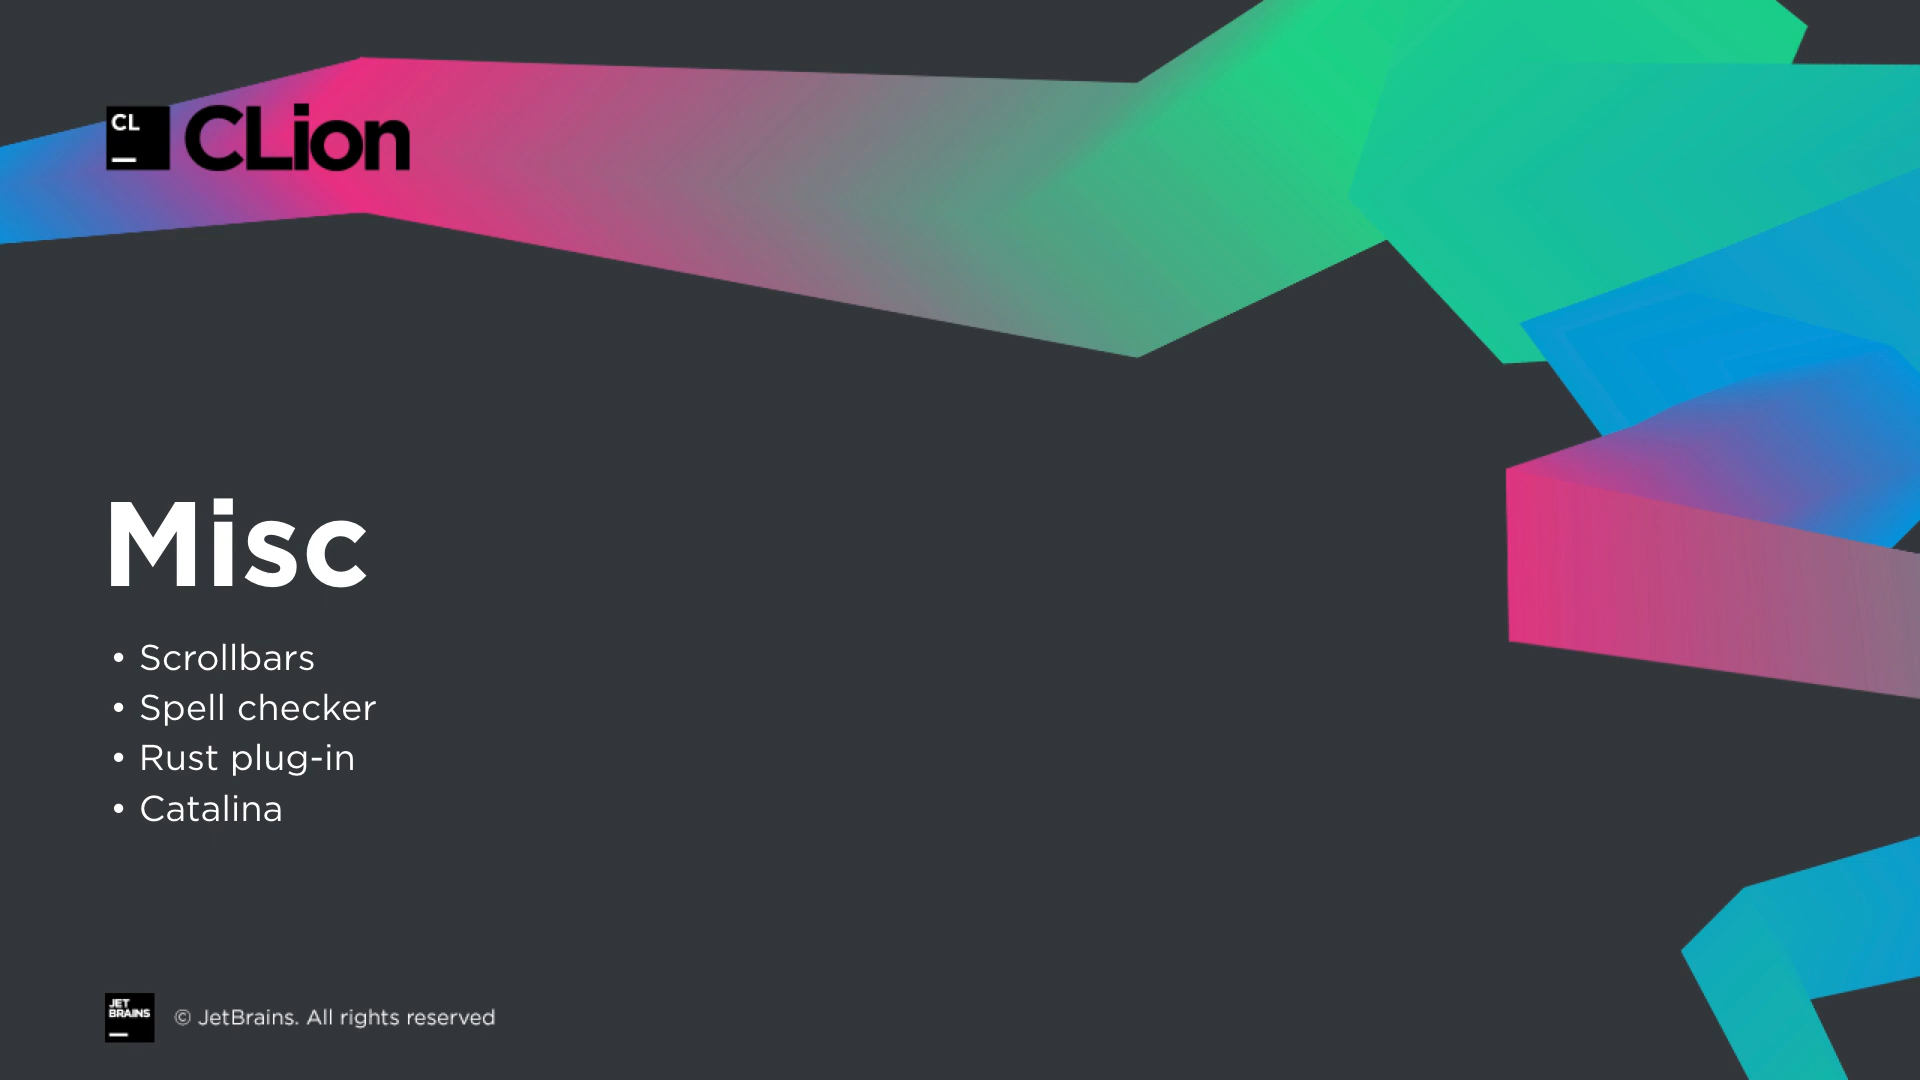 CL
CLion
Misc
• Scrollbars
• Spell checker
• Rust plug-in
• Catalina
JET
BRAINS
© JetBrains. All rights reserved